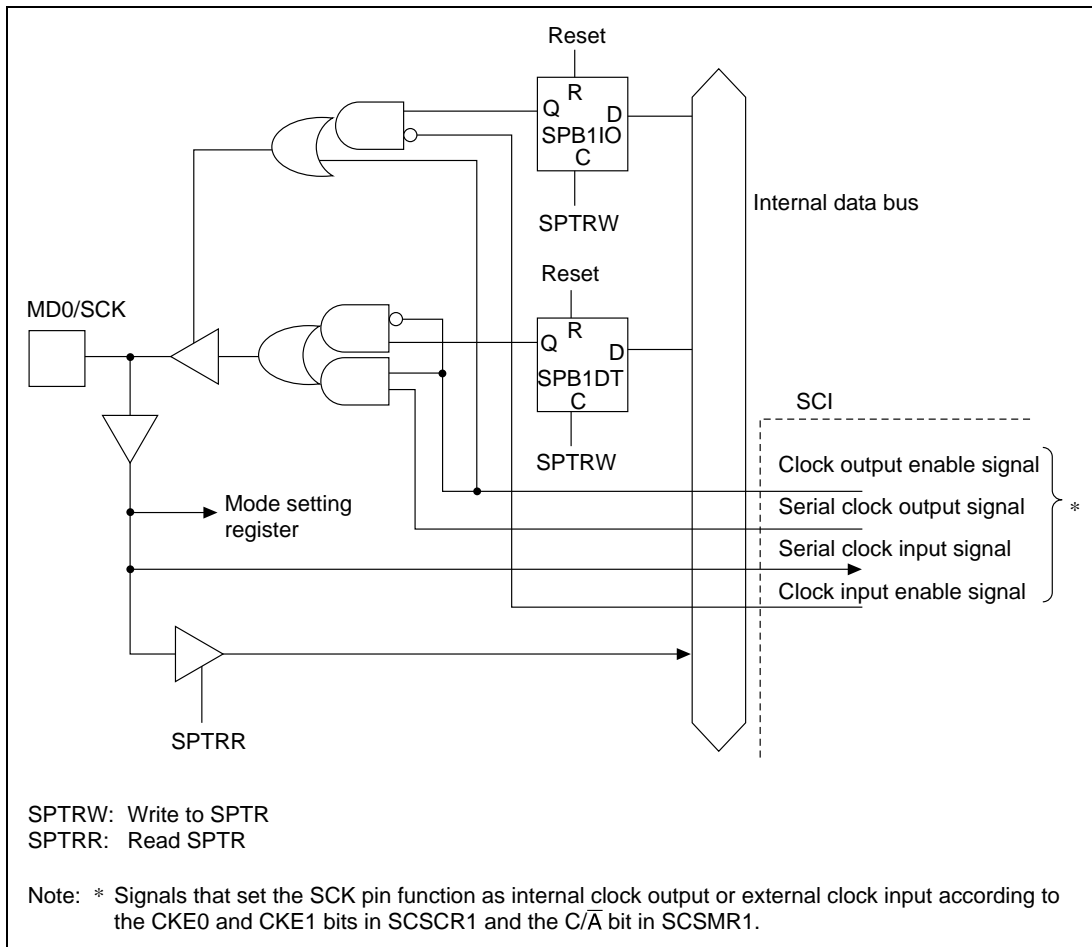 Reset
R
Q
D
SPB1IO
C
SPTRW
Internal data bus
Reset
MD0/SCK
R
Q
D
SPB1DT
C
SPTRW
SCI
Clock output enable signal
Serial clock output signal
*
Mode setting
register
Serial clock input signal
Clock input enable signal
SPTRR
SPTRW: Write to SPTR
SPTRR: Read SPTR
Note: * Signals that set the SCK pin function as internal clock output or external clock input according to
the CKE0 and CKE1 bits in SCSCR1 and the C/A̅ bit in SCSMR1.